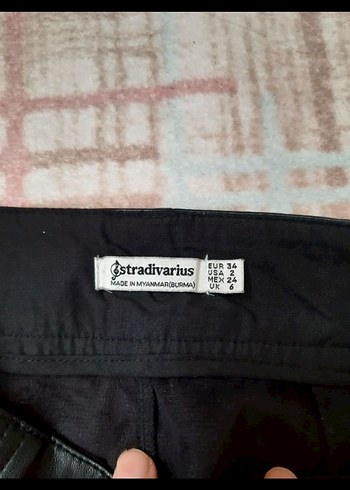 stradivarius
MADE IN MYANMAR(BURMA)
EUR 34
USA 2
MEX 24
UK 6